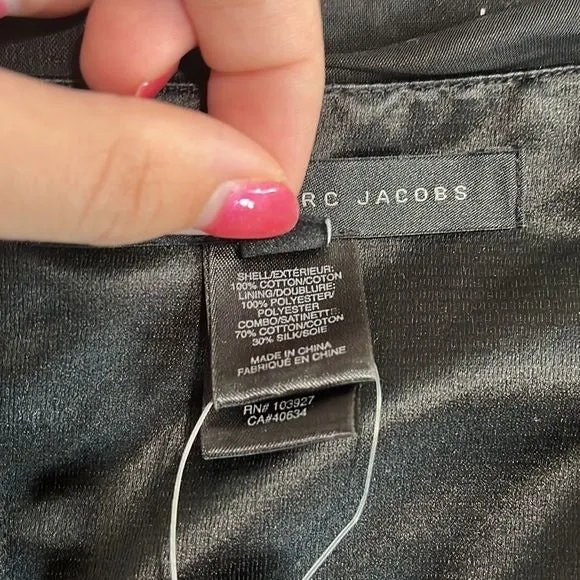 RC JACOBS
SHELL/EXTÉRIEUR:
100% COTTON/COTON
LINING/DOUBLURE:
100% POLYESTER/
POLYESTER
COMBO/SATINETTE:
70% COTTON/COTON
30% SILK/SOIE
MADE IN CHINA
FABRIQUÉ EN CHINE
RN# 103927
CA#40634